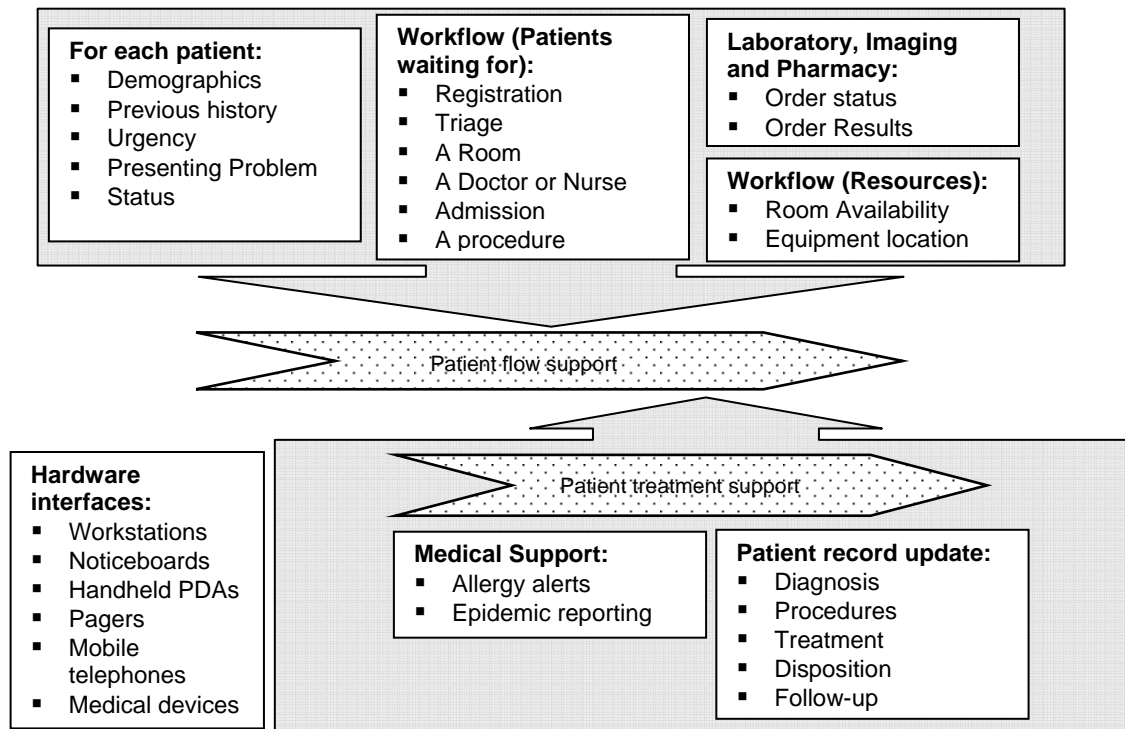 For each patient:
▪ Demographics
▪ Previous history
▪ Urgency
▪ Presenting Problem
▪ Status
Workflow (Patients
waiting for):
▪ Registration
▪ Triage
▪ A Room
▪ A Doctor or Nurse
▪ Admission
▪ A procedure
Laboratory, Imaging
and Pharmacy:
▪ Order status
▪ Order Results
Workflow (Resources):
▪ Room Availability
▪ Equipment location
Patient flow support
Patient treatment support
Hardware
interfaces:
▪ Workstations
▪ Noticeboards
▪ Handheld PDAs
▪ Pagers
▪ Mobile
telephones
▪ Medical devices
Medical Support:
▪ Allergy alerts
▪ Epidemic reporting
Patient record update:
▪ Diagnosis
▪ Procedures
▪ Treatment
▪ Disposition
▪ Follow-up